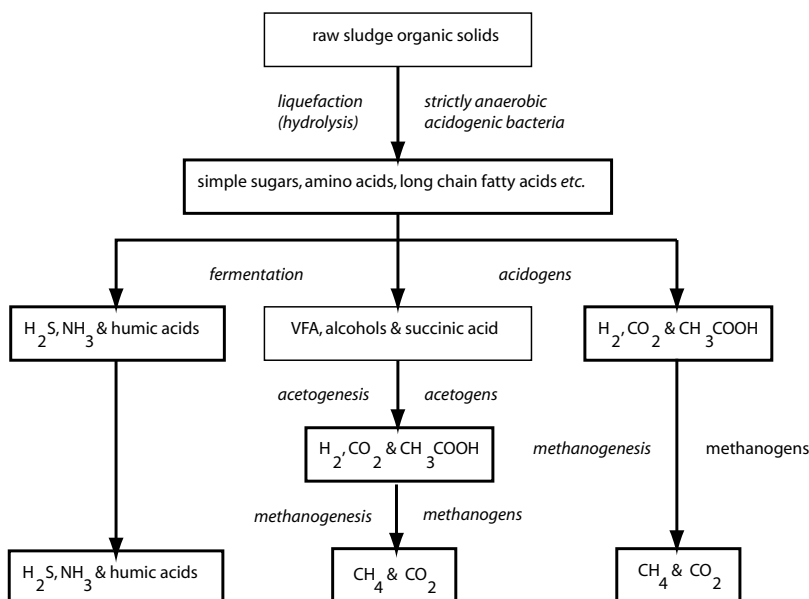 raw sludge organic solids
liquefaction
(hydrolysis)
strictly anaerobic
acidogenic bacteria
simple sugars, amino acids, long chain fatty acids etc.
fermentation
acidogens
H2S, NH3 & humic acids
VFA, alcohols & succinic acid
H2, CO2 & CH3COOH
acetogenesis
acetogens
H2, CO2 & CH3COOH
methanogenesis
methanogens
methanogenesis
methanogens
H2S, NH3 & humic acids
CH4 & CO2
CH4 & CO2